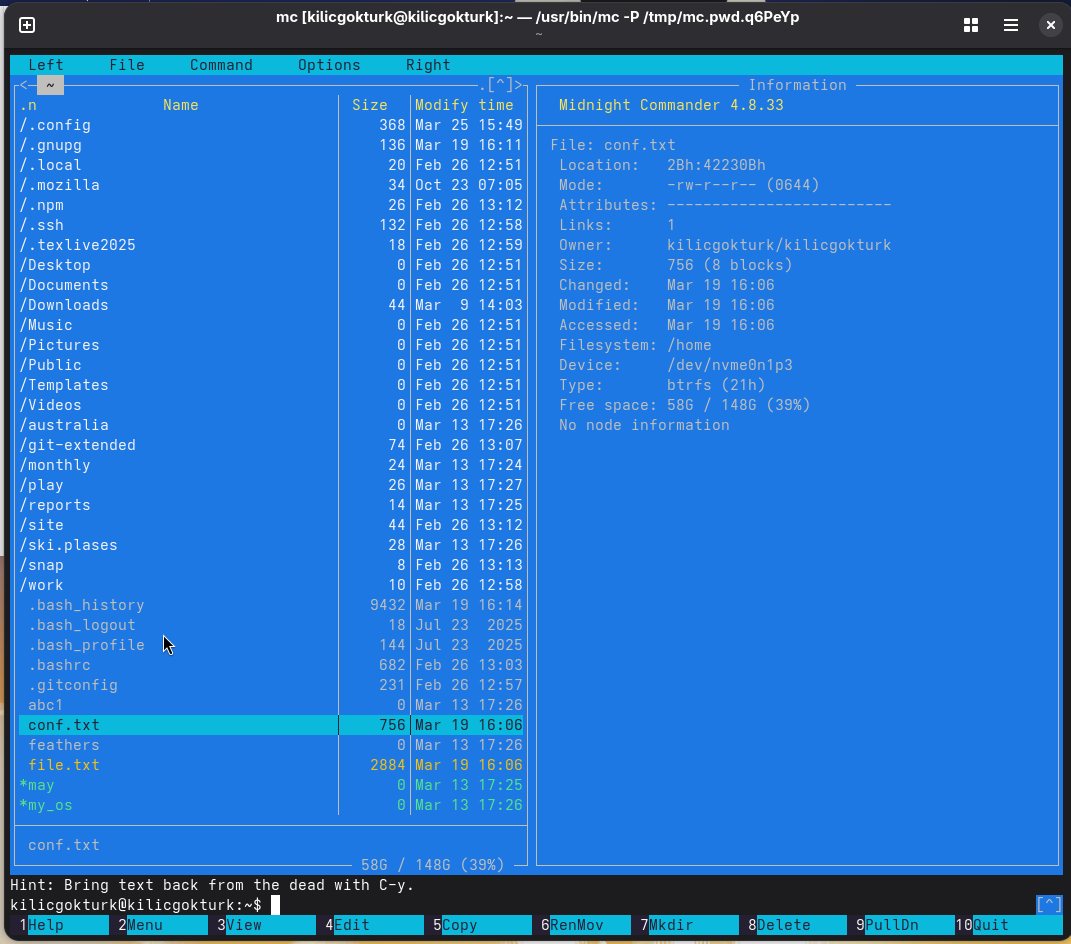 mc [kilicgokturk@kilicgokturk]:~ — /usr/bin/mc -P /tmp/mc.pwd.q6PeYp
~
Left File Command Options Right
<─ ~ .[^]>
.n Name Size Modify time
/.config 368 Mar 25 15:49
/.gnupg 136 Mar 19 16:11
/.local 20 Feb 26 12:51
/.mozilla 34 Oct 23 07:05
/.npm 26 Feb 26 13:12
/.ssh 132 Feb 26 12:58
/.texlive2025 18 Feb 26 12:59
/Desktop 0 Feb 26 12:51
/Documents 0 Feb 26 12:51
/Downloads 44 Mar 9 14:03
/Music 0 Feb 26 12:51
/Pictures 0 Feb 26 12:51
/Public 0 Feb 26 12:51
/Templates 0 Feb 26 12:51
/Videos 0 Feb 26 12:51
/australia 0 Mar 13 17:26
/git-extended 74 Feb 26 13:07
/monthly 24 Mar 13 17:24
/play 26 Mar 13 17:27
/reports 14 Mar 13 17:25
/site 44 Feb 26 13:12
/ski.plases 28 Mar 13 17:26
/snap 8 Feb 26 13:13
/work 10 Feb 26 12:58
.bash_history 9432 Mar 19 16:14
.bash_logout 18 Jul 23 2025
.bash_profile 144 Jul 23 2025
.bashrc 682 Feb 26 13:03
.gitconfig 231 Feb 26 12:57
abc1 0 Mar 13 17:26
conf.txt 756 Mar 19 16:06
feathers 0 Mar 13 17:26
file.txt 2884 Mar 19 16:06
*may 0 Mar 13 17:25
*my_os 0 Mar 13 17:26
conf.txt
58G / 148G (39%)
Information
Midnight Commander 4.8.33
File: conf.txt
Location: 2Bh:42230Bh
Mode: -rw-r--r-- (0644)
Attributes: -------------------------
Links: 1
Owner: kilicgokturk/kilicgokturk
Size: 756 (8 blocks)
Changed: Mar 19 16:06
Modified: Mar 19 16:06
Accessed: Mar 19 16:06
Filesystem: /home
Device: /dev/nvme0n1p3
Type: btrfs (21h)
Free space: 58G / 148G (39%)
No node information
Hint: Bring text back from the dead with C-y.
kilicgokturk@kilicgokturk:~$ [^]
1Help 2Menu 3View 4Edit 5Copy 6RenMov 7Mkdir 8Delete 9PullDn 10Quit